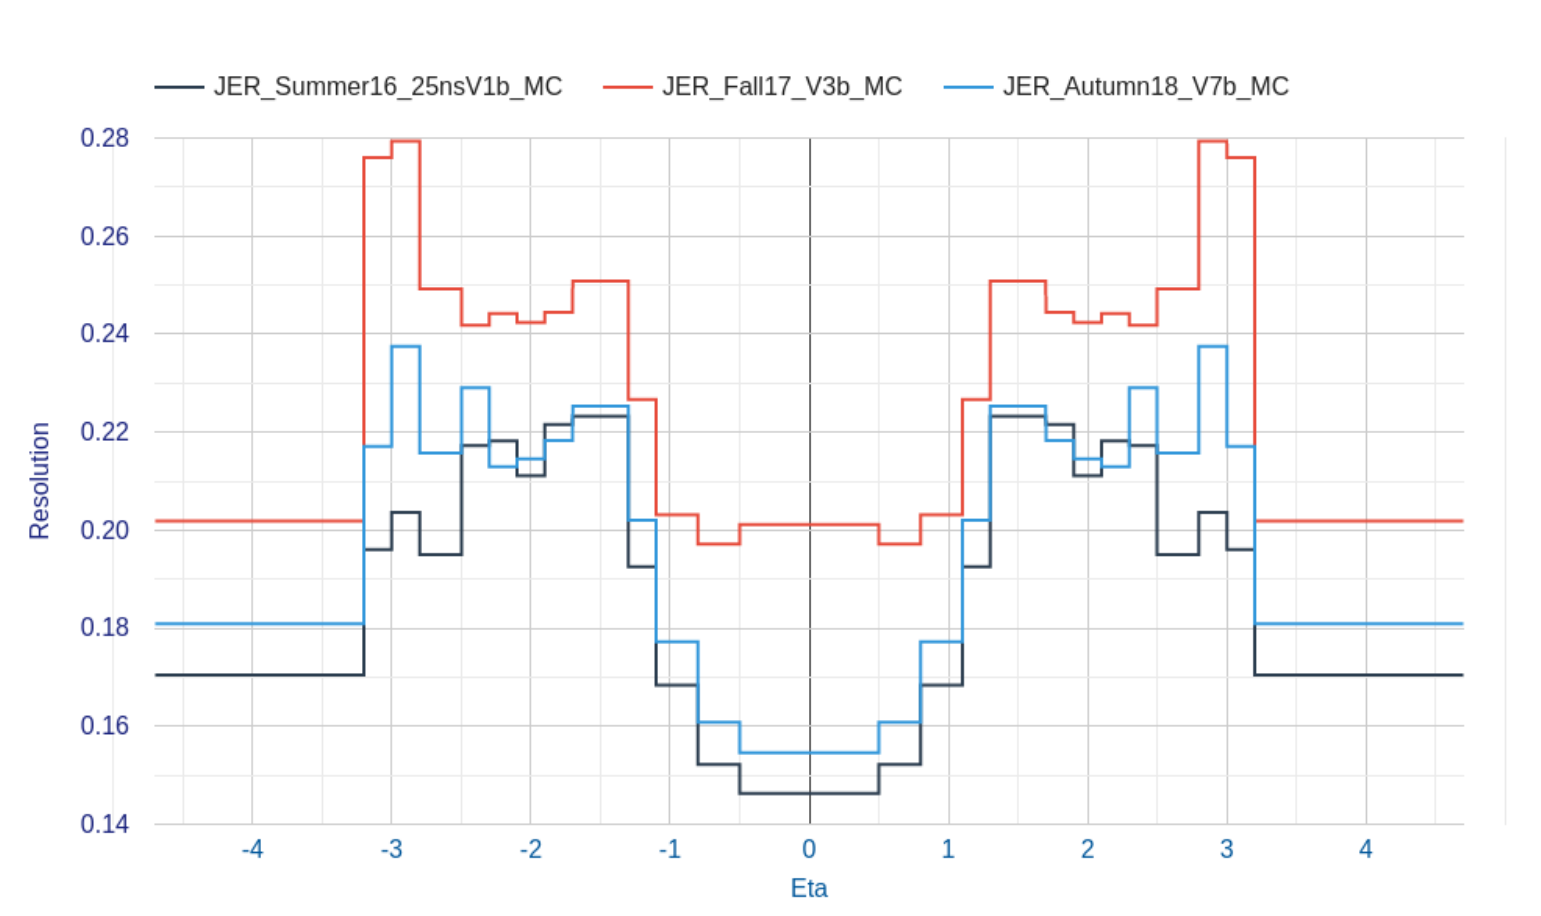 JER_Summer16_25nsV1b_MC JER_Fall17_V3b_MC JER_Autumn18_V7b_MC
0.28
0.26
0.24
0.22
0.20
0.18
0.16
0.14
Resolution
-4 -3 -2 -1 0 1 2 3 4
Eta